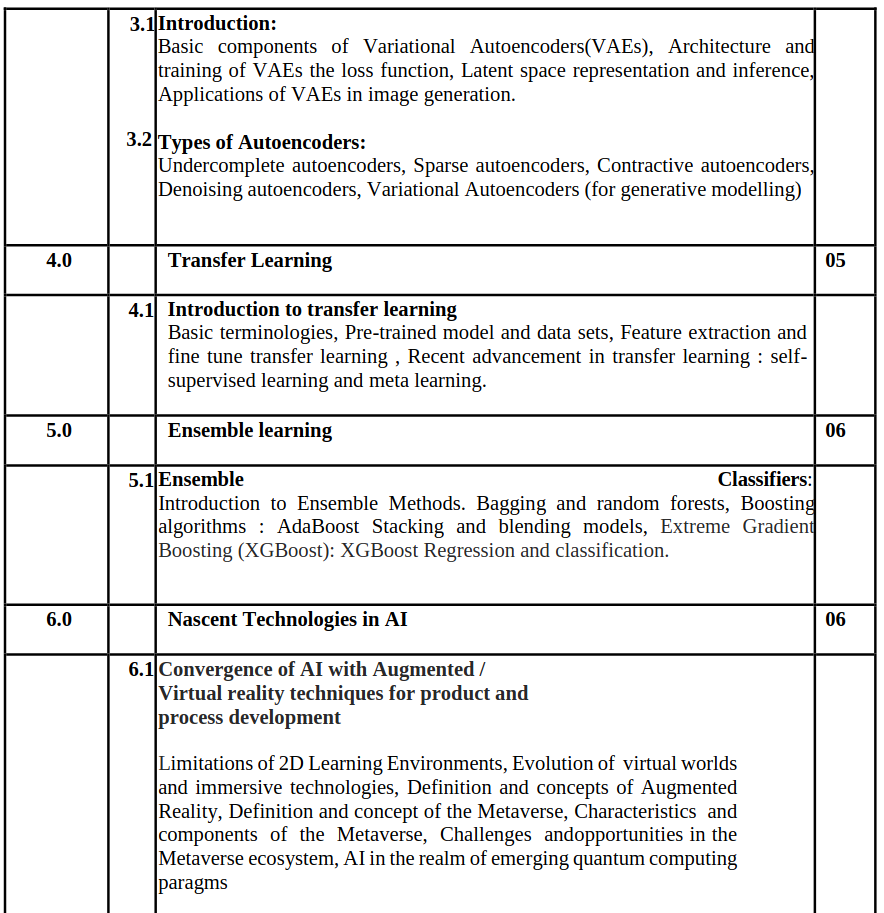 3.1 Introduction:
Basic components of Variational Autoencoders(VAEs), Architecture and
training of VAEs the loss function, Latent space representation and inference,
Applications of VAEs in image generation.
3.2 Types of Autoencoders:
Undercomplete autoencoders, Sparse autoencoders, Contractive autoencoders,
Denoising autoencoders, Variational Autoencoders (for generative modelling)
4.0 Transfer Learning 05
4.1 Introduction to transfer learning
Basic terminologies, Pre-trained model and data sets, Feature extraction and
fine tune transfer learning , Recent advancement in transfer learning : self-
supervised learning and meta learning.
5.0 Ensemble learning 06
5.1 Ensemble Classifiers:
Introduction to Ensemble Methods. Bagging and random forests, Boosting
algorithms : AdaBoost Stacking and blending models, Extreme Gradient
Boosting (XGBoost): XGBoost Regression and classification.
6.0 Nascent Technologies in AI 06
6.1 Convergence of AI with Augmented /
Virtual reality techniques for product and
process development
Limitations of 2D Learning Environments, Evolution of virtual worlds
and immersive technologies, Definition and concepts of Augmented
Reality, Definition and concept of the Metaverse, Characteristics and
components of the Metaverse, Challenges andopportunities in the
Metaverse ecosystem, AI in the realm of emerging quantum computing
paragms